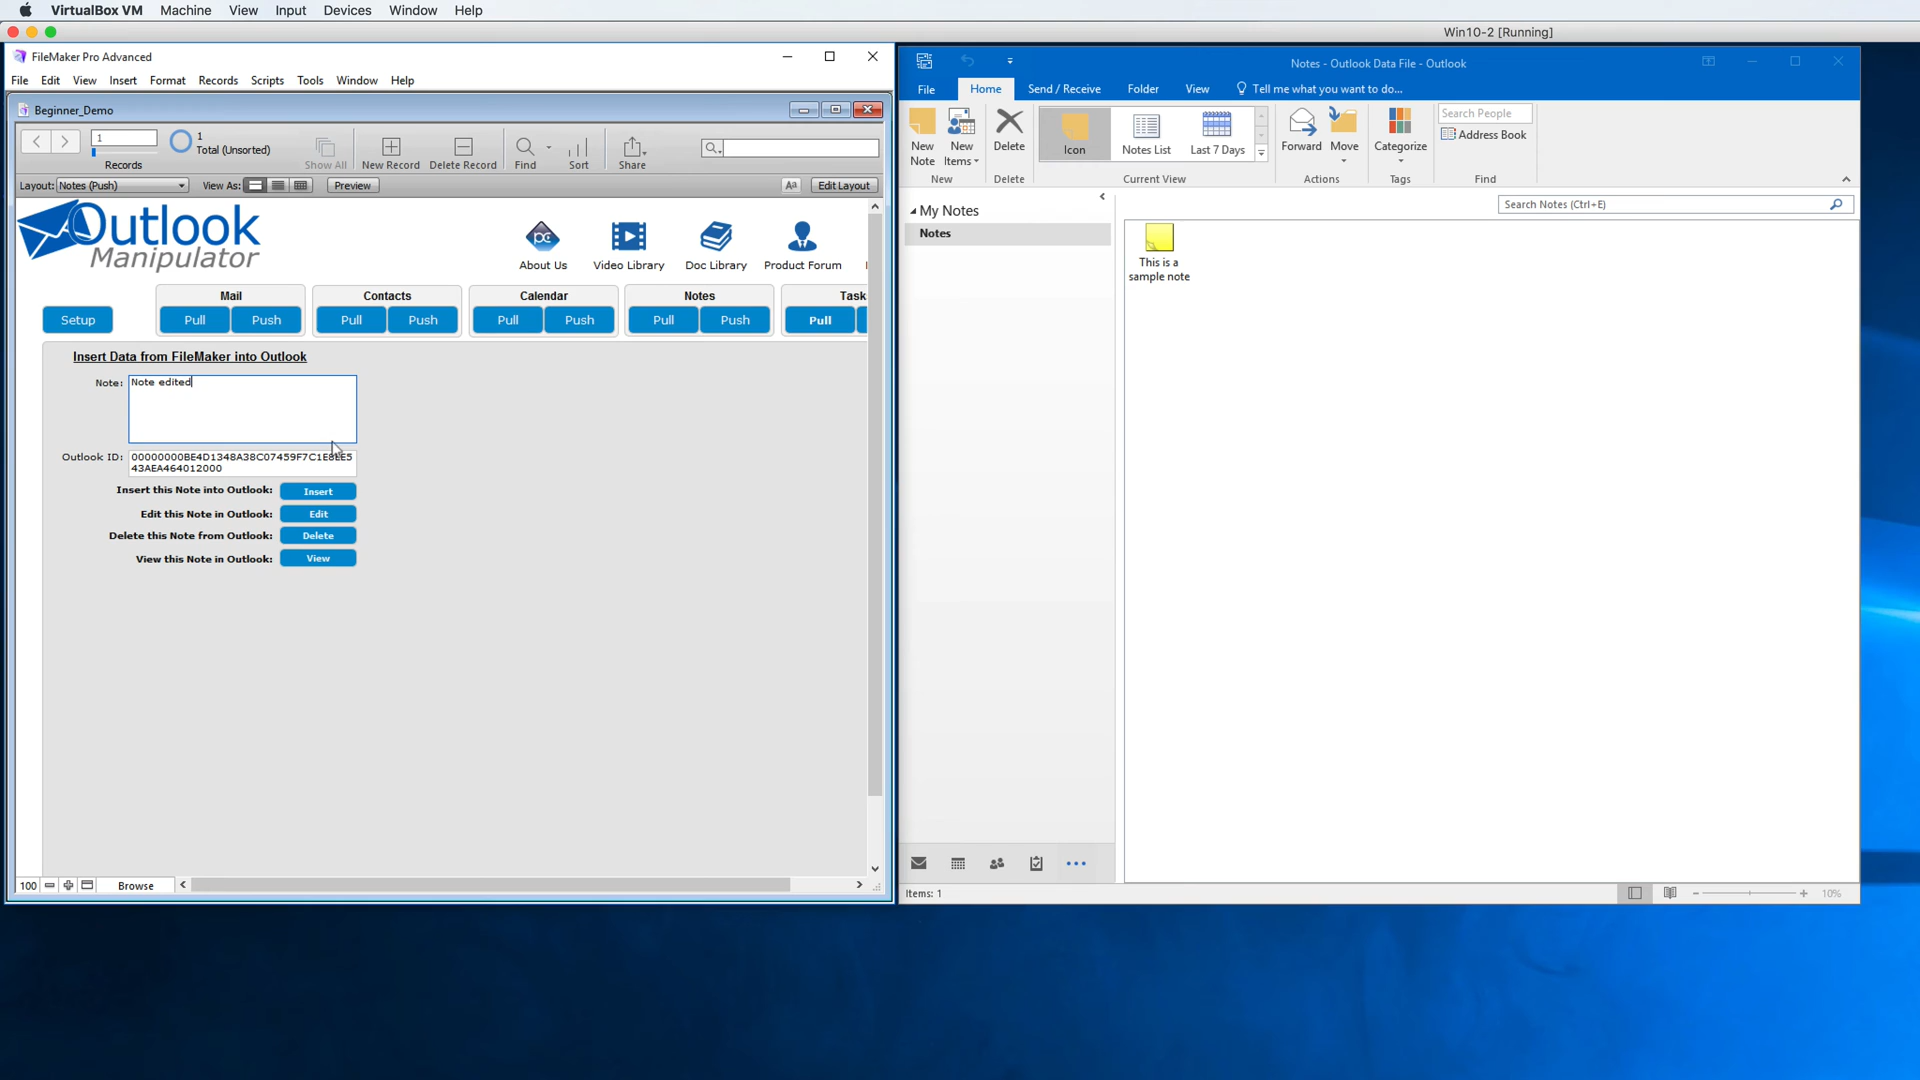 VirtualBox VM Machine View Input Devices Window Help
Win10-2 [Running]
FileMaker Pro Advanced
File Edit View Insert Format Records Scripts Tools Window Help
Beginner_Demo
1
1
Total (Unsorted)
Records
Show All
New Record
Delete Record
Find
Sort
Share
Layout: Notes (Push)
View As:
Preview
Aa
Edit Layout
Outlook
Manipulator
pc
About Us
Video Library
Doc Library
Product Forum
Setup
Mail
Pull Push
Contacts
Pull Push
Calendar
Pull Push
Notes
Pull Push
Task
Pull
Insert Data from FileMaker into Outlook
Note: Note edited
Outlook ID:
Insert this Note into Outlook: Insert
Edit this Note in Outlook: Edit
Delete this Note from Outlook: Delete
View this Note in Outlook: View
100
Browse
Notes - Outlook Data File - Outlook
File Home Send / Receive Folder View Tell me what you want to do...
New
Note
New
Items
New
Delete
Delete
Icon
Notes List
Last 7 Days
Current View
Forward
Move
Actions
Categorize
Tags
Search People
Address Book
Find
My Notes
Notes
Search Notes (Ctrl+E)
This is a
sample note
Items: 1
10%